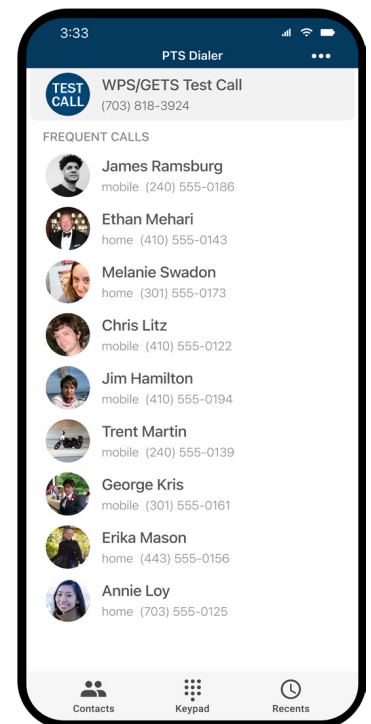 3:33
PTS Dialer
TEST
CALL
WPS/GETS Test Call
(703) 818-3924
FREQUENT CALLS
James Ramsburg
mobile (240) 555-0186
Ethan Mehari
home (410) 555-0143
Melanie Swadon
home (301) 555-0173
Chris Litz
mobile (410) 555-0122
Jim Hamilton
mobile (410) 555-0194
Trent Martin
mobile (240) 555-0139
George Kris
mobile (301) 555-0161
Erika Mason
home (443) 555-0156
Annie Loy
home (703) 555-0125
Contacts
Keypad
Recents